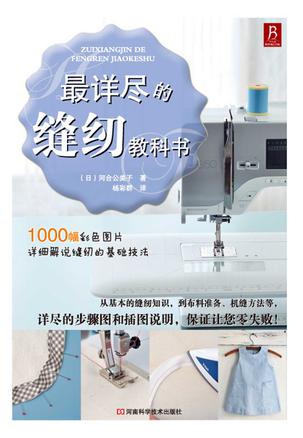 ZUIXIANGJIN DE
FENGREN JIAOKESHU
最详尽的
缝纫教科书
（日）河合公美子 著
杨彩群 译
1000幅彩色图片
详细解说缝纫的基础技法
从基本的缝纫知识，到布料准备、机缝方法等，
详尽的步骤图和插图说明，保证让您零失败！
河南科学技术出版社